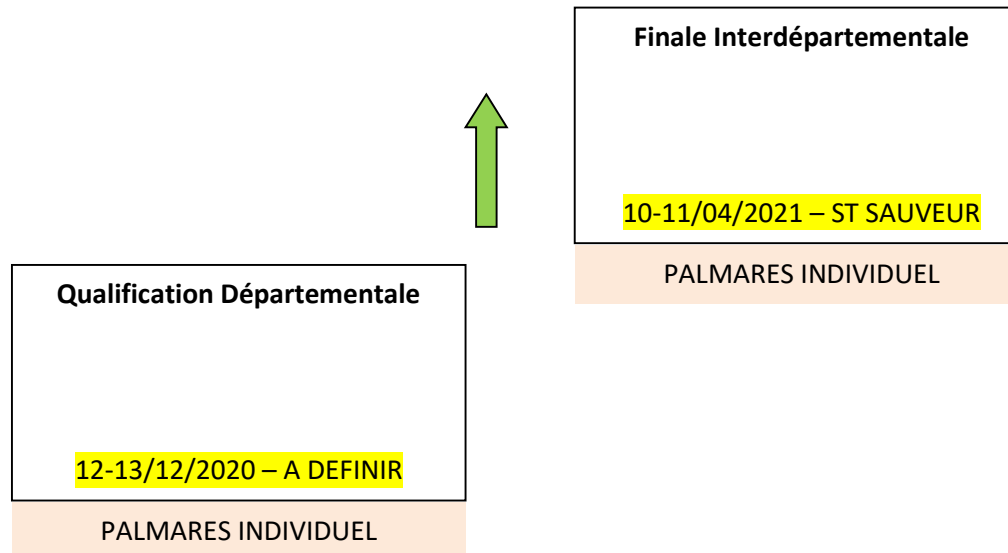 Finale Interdépartementale
10-11/04/2021 – ST SAUVEUR
PALMARES INDIVIDUEL
Qualification Départementale
12-13/12/2020 – A DEFINIR
PALMARES INDIVIDUEL